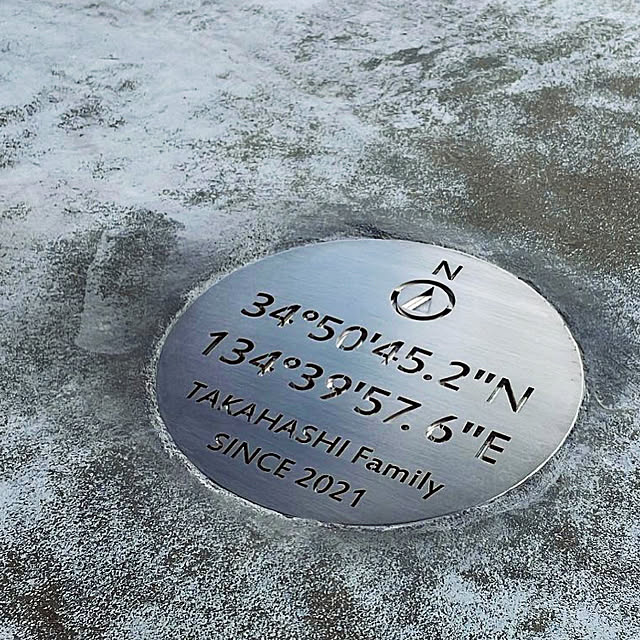 N
34°50'45.2"N
134°39'57.6"E
TAKAHASHI Family
SINCE 2021